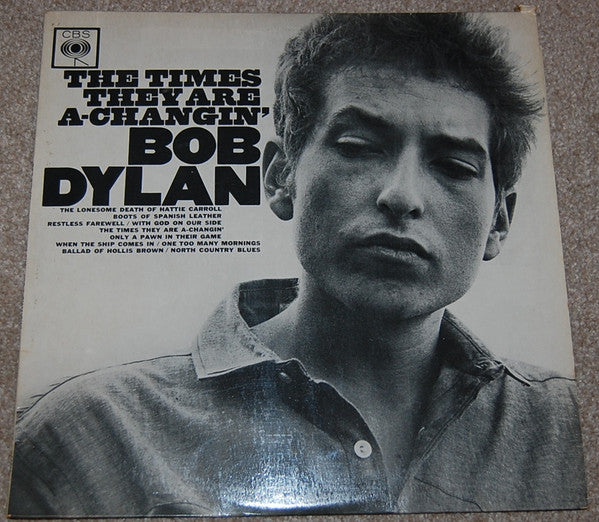 CBS
THE TIMES
THEY ARE
A-CHANGIN'
BOB
DYLAN
THE LONESOME DEATH OF HATTIE CARROLL
BOOTS OF SPANISH LEATHER
RESTLESS FAREWELL / WITH GOD ON OUR SIDE
THE TIMES THEY ARE A-CHANGIN'
ONLY A PAWN IN THEIR GAME
WHEN THE SHIP COMES IN / ONE TOO MANY MORNINGS
BALLAD OF HOLLIS BROWN / NORTH COUNTRY BLUES